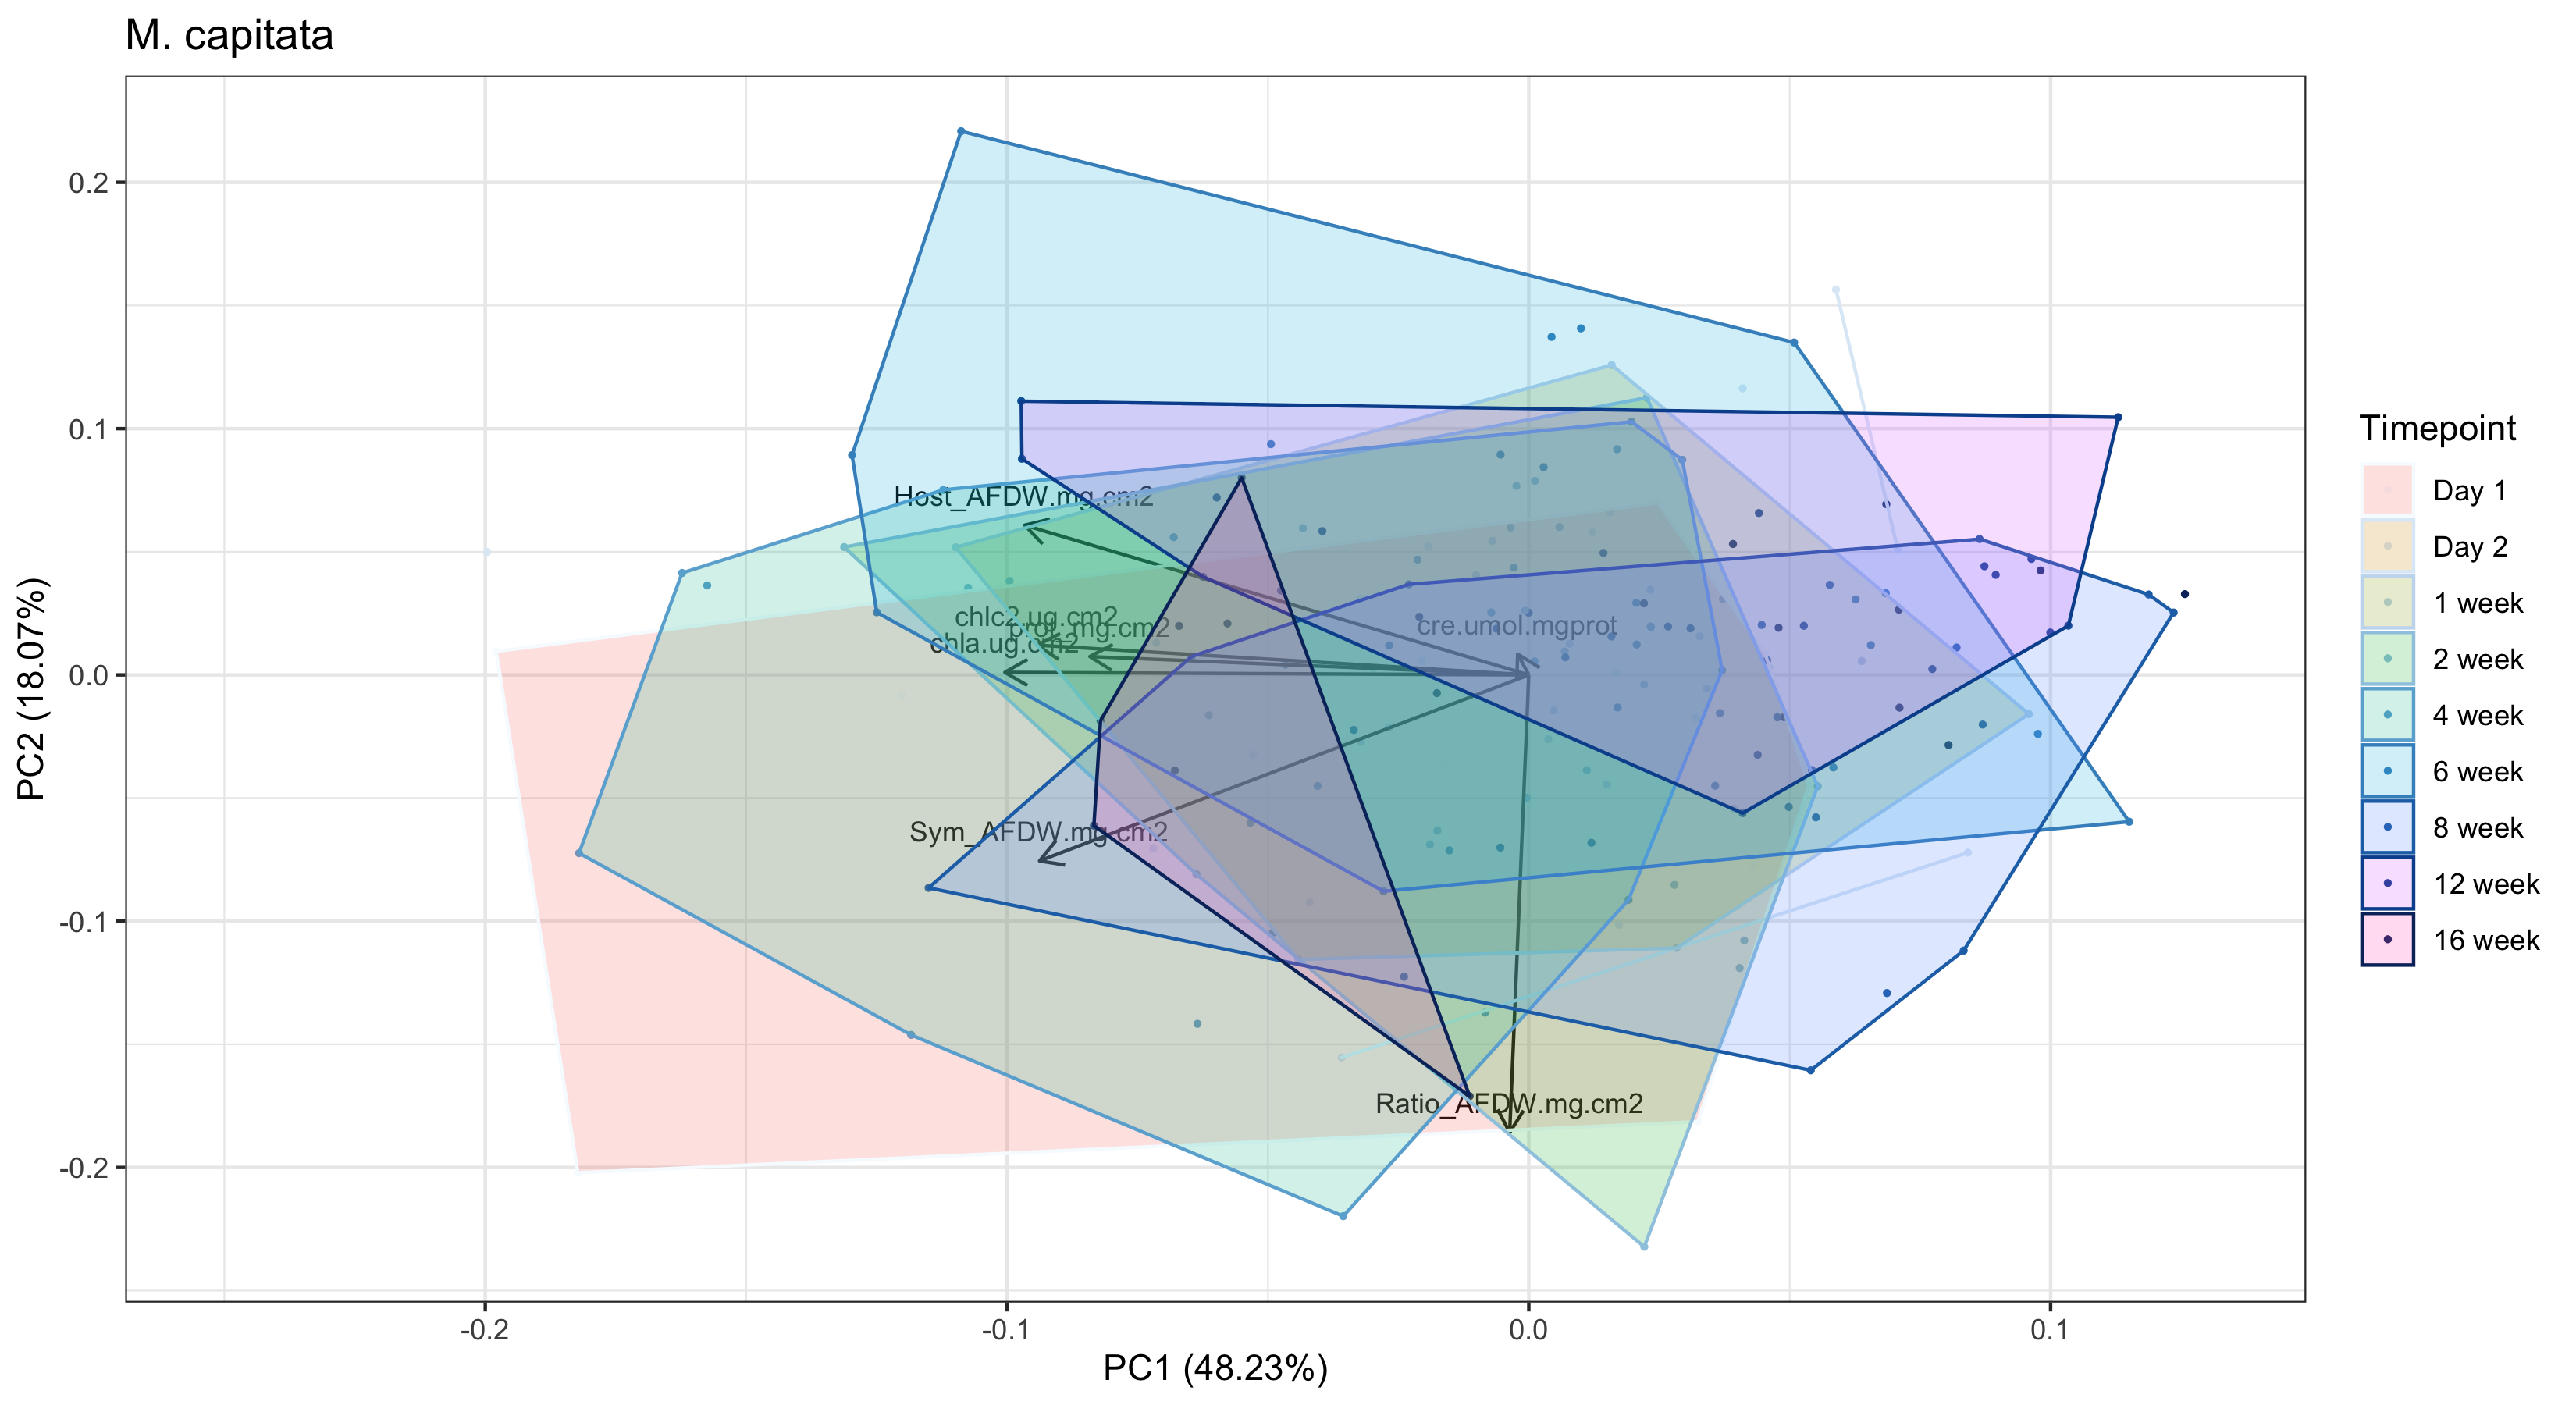 M. capitata
0.2
0.1
0.0
-0.1
-0.2
PC2 (18.07%)
Host_AFDW.mg.cm2
chlc2.ug.cm2
prot_mg.cm2
chla.ug.cm2
cre.umol.mgprot
Sym_AFDW.mg.cm2
Ratio_AFDW.mg.cm2
-0.2
-0.1
0.0
0.1
PC1 (48.23%)
Timepoint
Day 1
Day 2
1 week
2 week
4 week
6 week
8 week
12 week
16 week